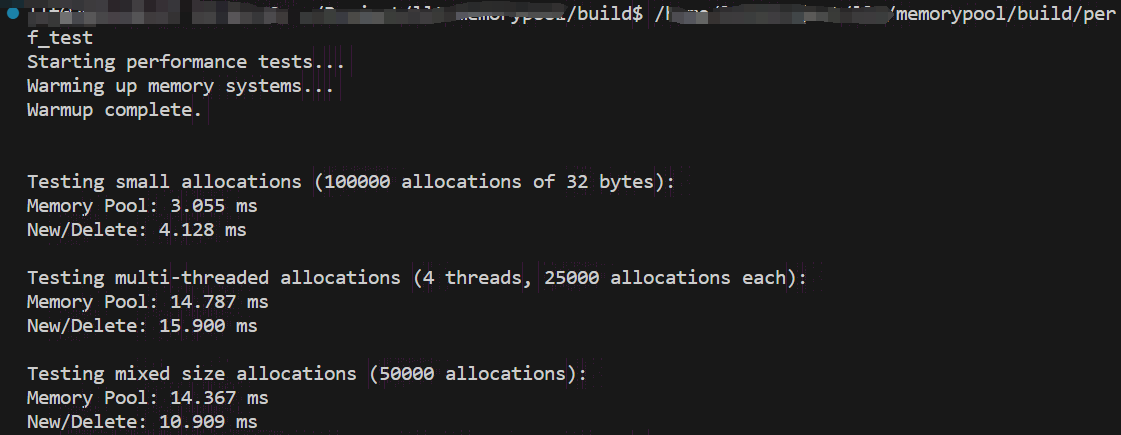 memorypool/build$ /memorypool/build/per
f_test
Starting performance tests...
Warming up memory systems...
Warmup complete.
Testing small allocations (100000 allocations of 32 bytes):
Memory Pool: 3.055 ms
New/Delete: 4.128 ms
Testing multi-threaded allocations (4 threads, 25000 allocations each):
Memory Pool: 14.787 ms
New/Delete: 15.900 ms
Testing mixed size allocations (50000 allocations):
Memory Pool: 14.367 ms
New/Delete: 10.909 ms